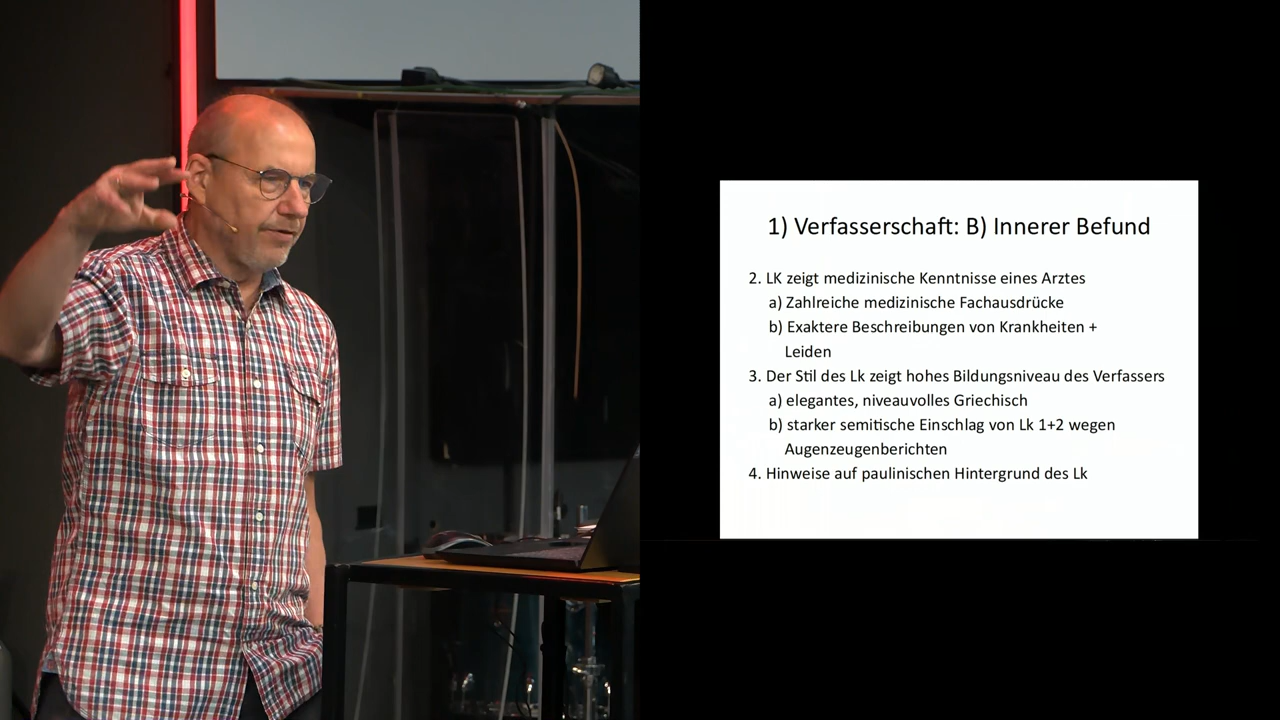 1) Verfasserschaft: B) Innerer Befund
2. LK zeigt medizinische Kenntnisse eines Arztes
a) Zahlreiche medizinische Fachausdrücke
b) Exaktere Beschreibungen von Krankheiten +
Leiden
3. Der Stil des Lk zeigt hohes Bildungsniveau des Verfassers
a) elegantes, niveauvolles Griechisch
b) starker semitische Einschlag von Lk 1+2 wegen
Augenzeugenberichten
4. Hinweise auf paulinischen Hintergrund des Lk